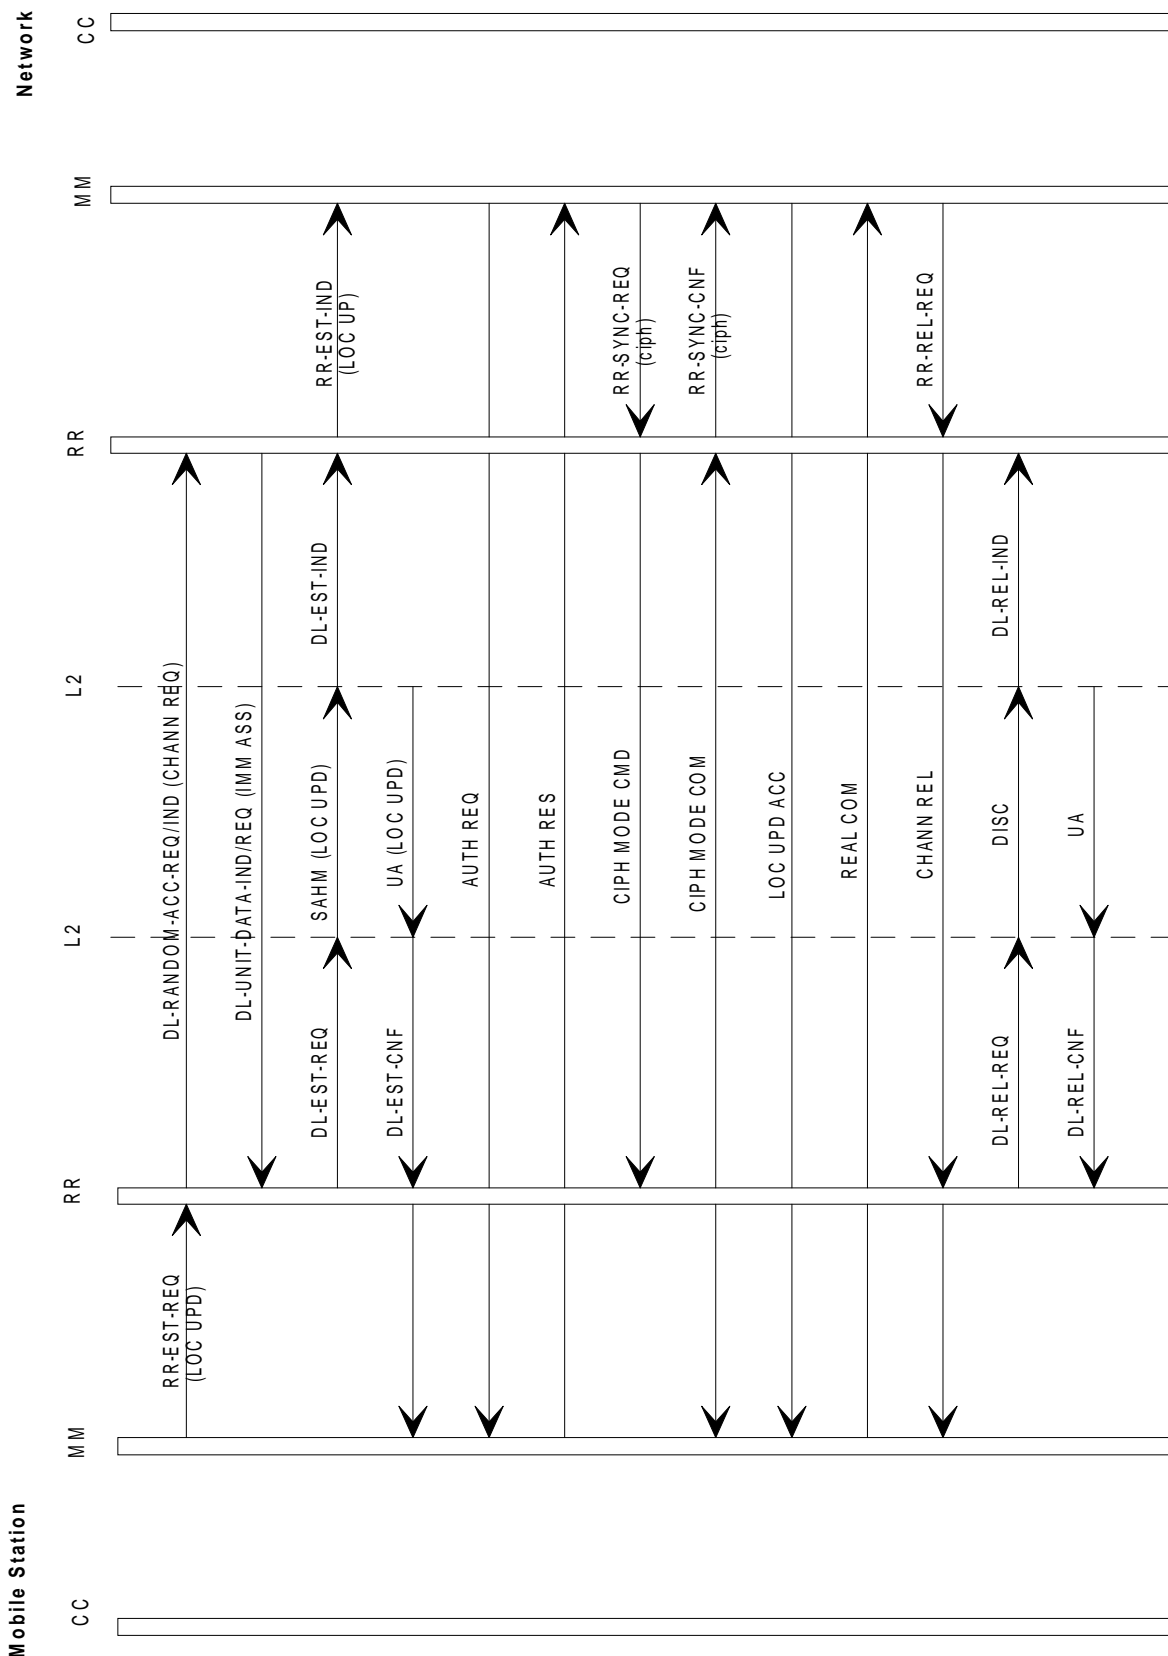 Mobile Station
Network
CC
MM
RR
L2
L2
RR
MM
CC
RR-EST-REQ
(LOC UPD)
DL-RANDOM-ACC-REQ/IND (CHANN REQ)
DL-UNIT-DATA-IND/REQ (IMM ASS)
DL-EST-REQ
SAHM (LOC UPD)
DL-EST-IND
RR-EST-IND
(LOC UP)
DL-EST-CNF
UA (LOC UPD)
AUTH REQ
AUTH RES
CIPH MODE CMD
RR-SYNC-REQ
(ciph)
CIPH MODE COM
RR-SYNC-CNF
(ciph)
LOC UPD ACC
REAL COM
CHANN REL
RR-REL-REQ
DL-REL-REQ
DISC
DL-REL-IND
DL-REL-CNF
UA